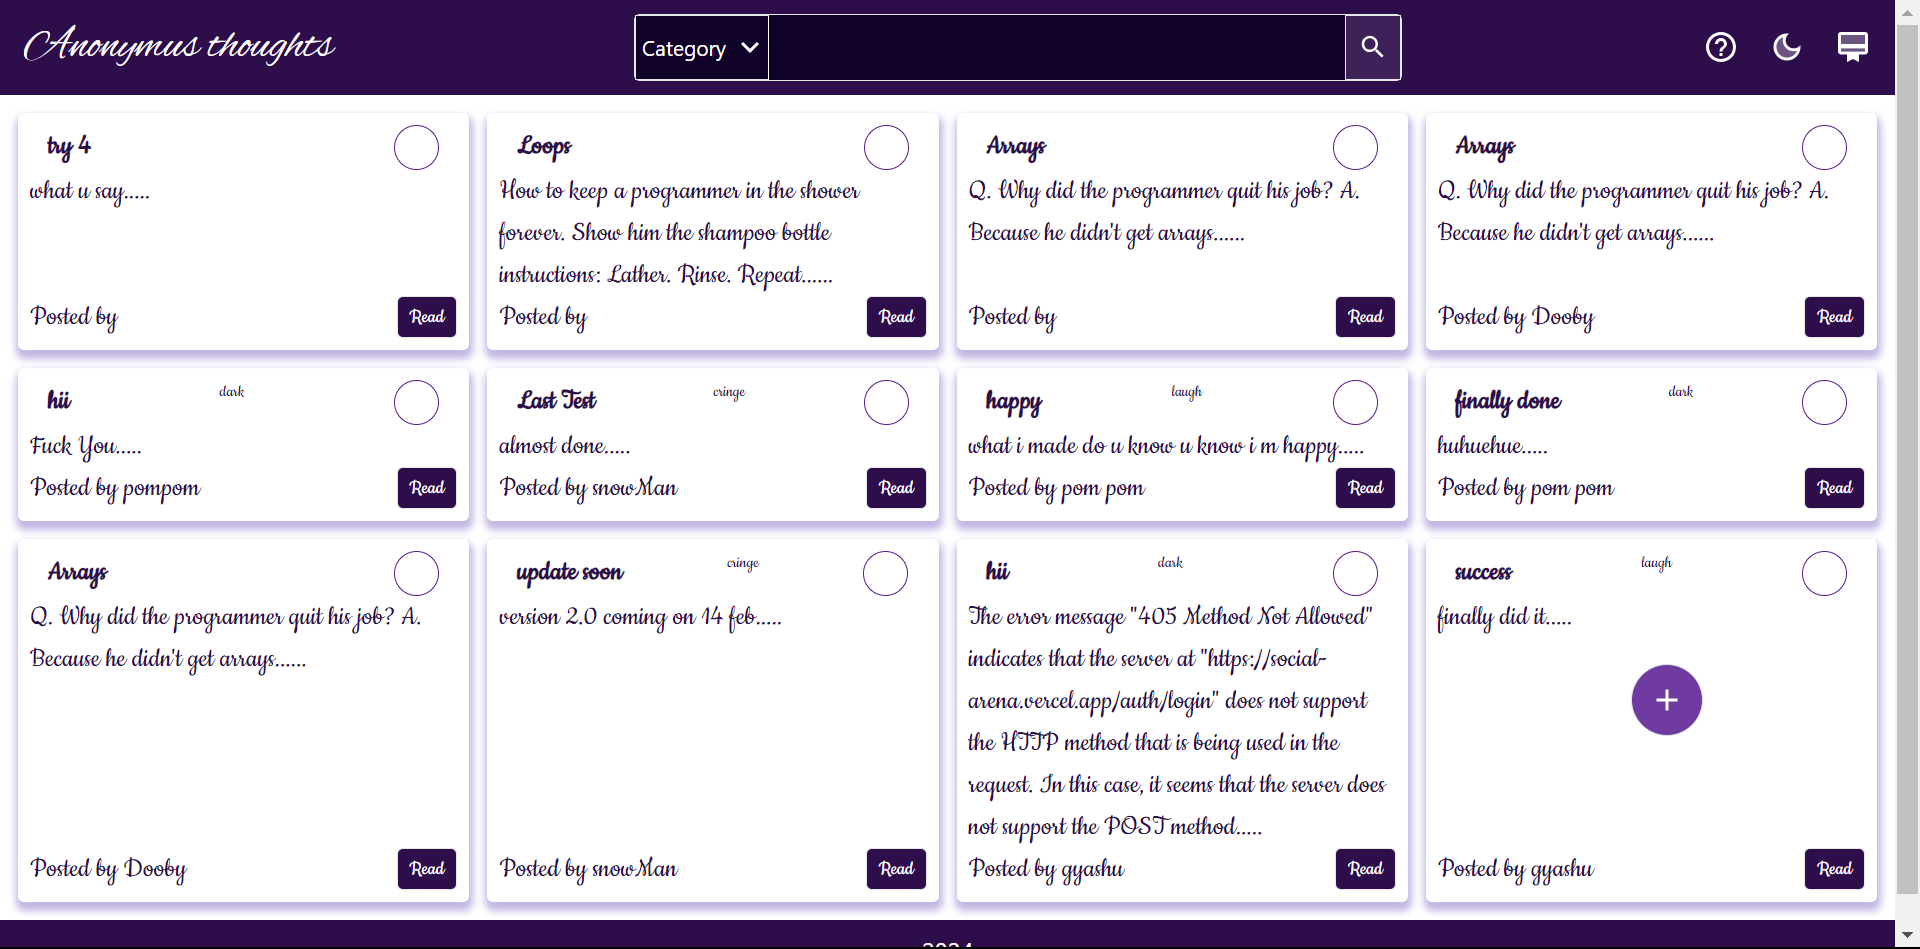 Anonymus thoughts
Category
try 4
what u say.....
Posted by
Read
Loops
How to keep a programmer in the shower
forever. Show him the shampoo bottle
instructions: Lather. Rinse. Repeat......
Posted by
Read
Arrays
Q. Why did the programmer quit his job? A.
Because he didn't get arrays......
Posted by
Read
Arrays
Q. Why did the programmer quit his job? A.
Because he didn't get arrays......
Posted by Dooby
Read
hii
dark
Fuck You.....
Posted by pompom
Read
Last Test
cringe
almost done.....
Posted by snowMan
Read
happy
laugh
what i made do u know u know i m happy.....
Posted by pom pom
Read
finally done
dark
huhuehue.....
Posted by pom pom
Read
Arrays
Q. Why did the programmer quit his job? A.
Because he didn't get arrays......
Posted by Dooby
Read
update soon
cringe
version 2.0 coming on 14 feb.....
Posted by snowMan
Read
hii
dark
The error message "405 Method Not Allowed"
indicates that the server at "https://social-
arena.vercel.app/auth/login" does not support
the HTTP method that is being used in the
request. In this case, it seems that the server does
not support the POST method.....
Posted by gyashu
Read
success
laugh
finally did it.....
Posted by gyashu
Read
2024